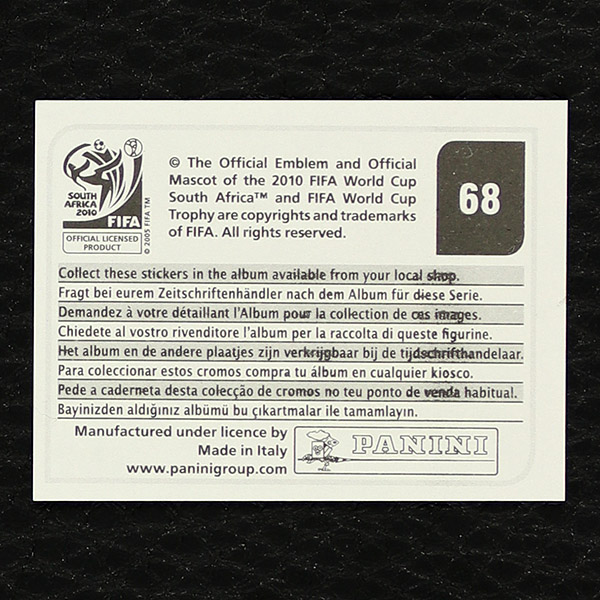 SOUTH
AFRICA
2010
FIFA
OFFICIAL LICENSED
PRODUCT
© 2005 FIFA TM
© The Official Emblem and Official
Mascot of the 2010 FIFA World Cup
South Africa™ and FIFA World Cup
Trophy are copyrights and trademarks
of FIFA. All rights reserved.
68
Collect these stickers in the album available from your local shop.
Fragt bei eurem Zeitschriftenhändler nach dem Album für diese Serie.
Demandez à votre détaillant l'Album pour la collection de ces images.
Chiedete al vostro rivenditore l'album per la raccolta di queste figurine.
Het album en de andere plaatjes zijn verkrijgbaar bij de tijdschrifthandelaar.
Para coleccionar estos cromos compra tu álbum en cualquier kiosco.
Pede a caderneta desta colecção de cromos no teu ponto de venda habitual.
Bayinizden aldığınız albümü bu çıkartmalar ile tamamlayın.
Manufactured under licence by
Made in Italy
www.paninigroup.com
PANINI